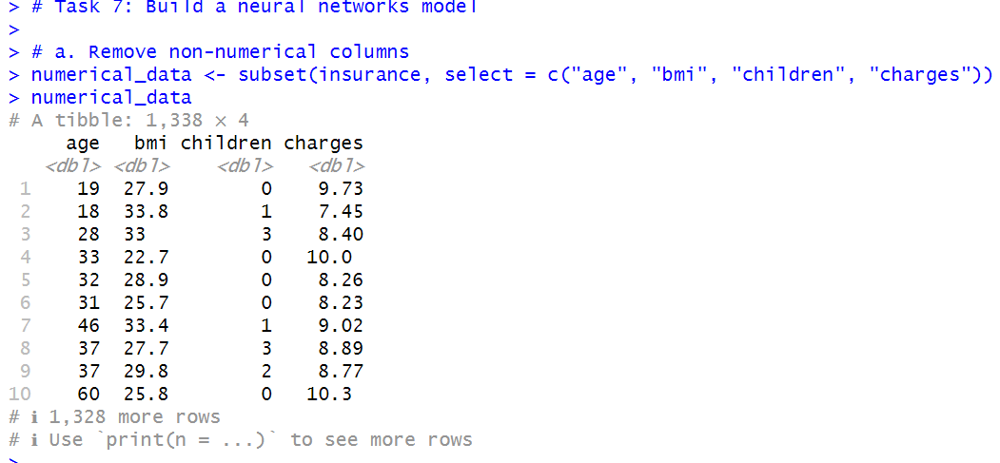 > # Task 7: Build a neural networks model
>
> # a. Remove non-numerical columns
> numerical_data <- subset(insurance, select = c("age", "bmi", "children", "charges"))
> numerical_data
# A tibble: 1,338 × 4
     age   bmi children charges
   <dbl> <dbl>    <dbl>   <dbl>
 1    19  27.9        0    9.73
 2    18  33.8        1    7.45
 3    28  33          3    8.40
 4    33  22.7        0   10.0
 5    32  28.9        0    8.26
 6    31  25.7        0    8.23
 7    46  33.4        1    9.02
 8    37  27.7        3    8.89
 9    37  29.8        2    8.77
10    60  25.8        0   10.3
# ℹ 1,328 more rows
# ℹ Use `print(n = ...)` to see more rows
>